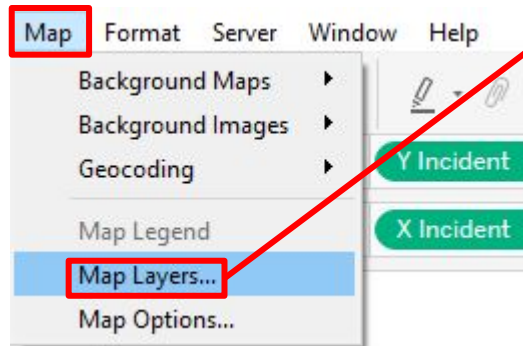 Map Format Server Window Help
Background Maps
Background Images
Geocoding
Y Incident
Map Legend
X Incident
Map Layers...
Map Options...